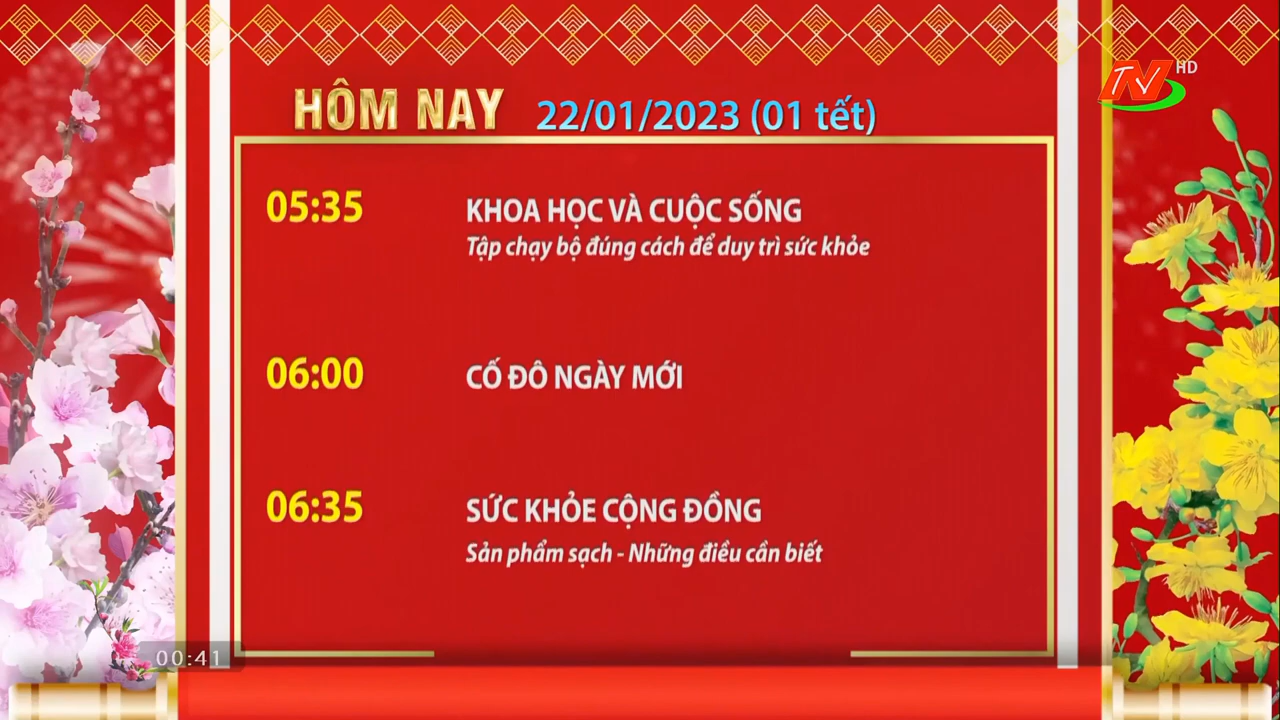 HÔM NAY 22/01/2023 (01 tết)
TV HD
05:35 KHOA HỌC VÀ CUỘC SỐNG
Tập chạy bộ đúng cách để duy trì sức khỏe
06:00 CỐ ĐÔ NGÀY MỚI
06:35 SỨC KHỎE CỘNG ĐỒNG
Sản phẩm sạch - Những điều cần biết
00:41